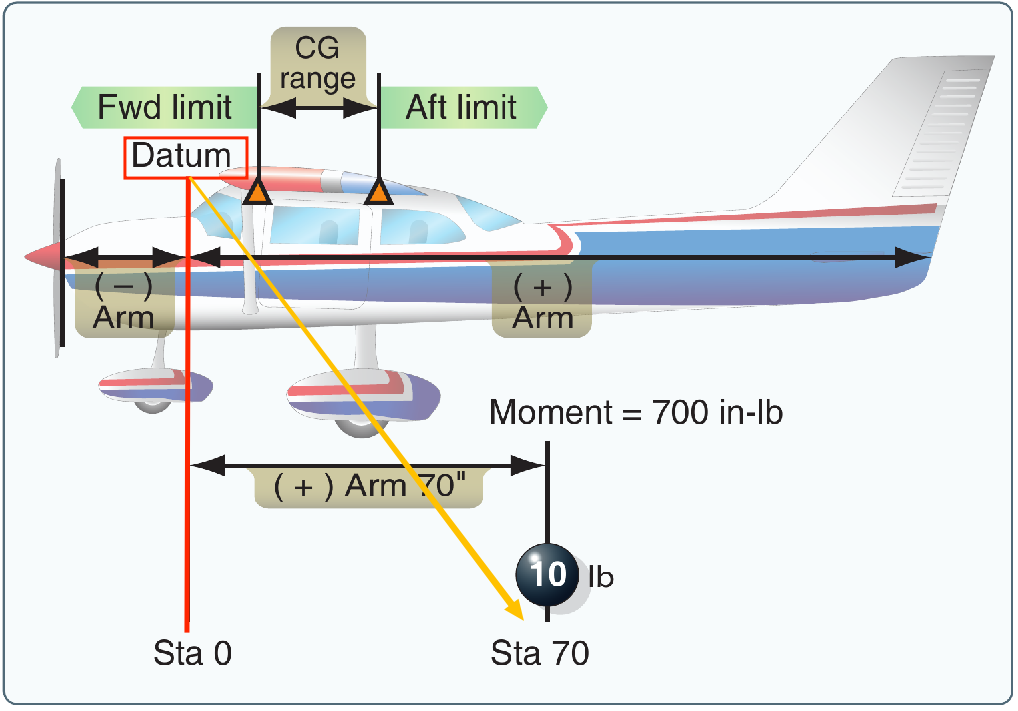 CG
range
Fwd limit
Aft limit
Datum
( – )
Arm
( + )
Arm
Moment = 700 in-lb
( + ) Arm 70"
10 lb
Sta 0
Sta 70